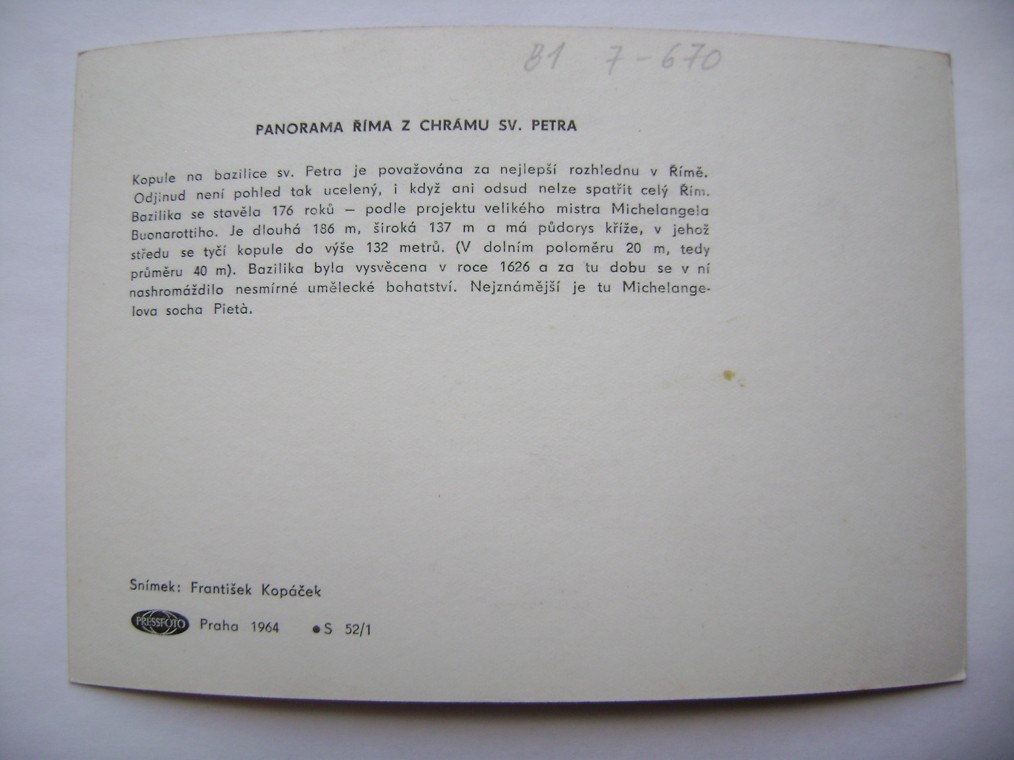 B1 7-670
PANORAMA ŘÍMA Z CHRÁMU SV. PETRA
Kopule na bazilice sv. Petra je považována za nejlepší rozhlednu v Římě.
Odjinud není pohled tak ucelený, i když ani odsud nelze spatřit celý Řím.
Bazilika se stavěla 176 roků — podle projektu velikého mistra Michelangela
Buonarottiho. Je dlouhá 186 m, široká 137 m a má půdorys kříže, v jehož
středu se tyčí kopule do výše 132 metrů. (V dolním poloměru 20 m, tedy
průměru 40 m). Bazilika byla vysvěcena v roce 1626 a za tu dobu se v ní
nashromáždilo nesmírné umělecké bohatství. Nejznámější je tu Michelange-
lova socha Pietà.
Snímek: František Kopáček
PRESSFOTO Praha 1964 ● S 52/1